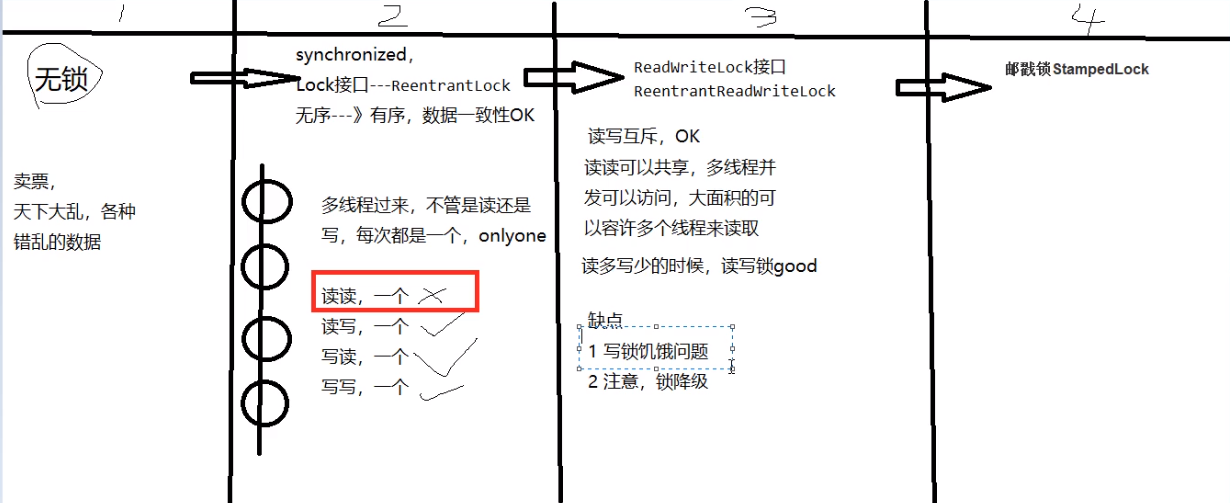 1
2
3
4
无锁
卖票，
天下大乱，各种
错乱的数据
synchronized，
Lock接口---ReentrantLock
无序---》有序，数据一致性OK
多线程过来，不管是读还是
写，每次都是一个，onlyone
读读，一个
读写，一个
写读，一个
写写，一个
ReadWriteLock接口
ReentrantReadWriteLock
读写互斥，OK
读读可以共享，多线程并
发可以访问，大面积的可
以容许多个线程来读取
读多写少的时候，读写锁good
缺点
1 写锁饥饿问题
2 注意，锁降级
邮戳锁StampedLock